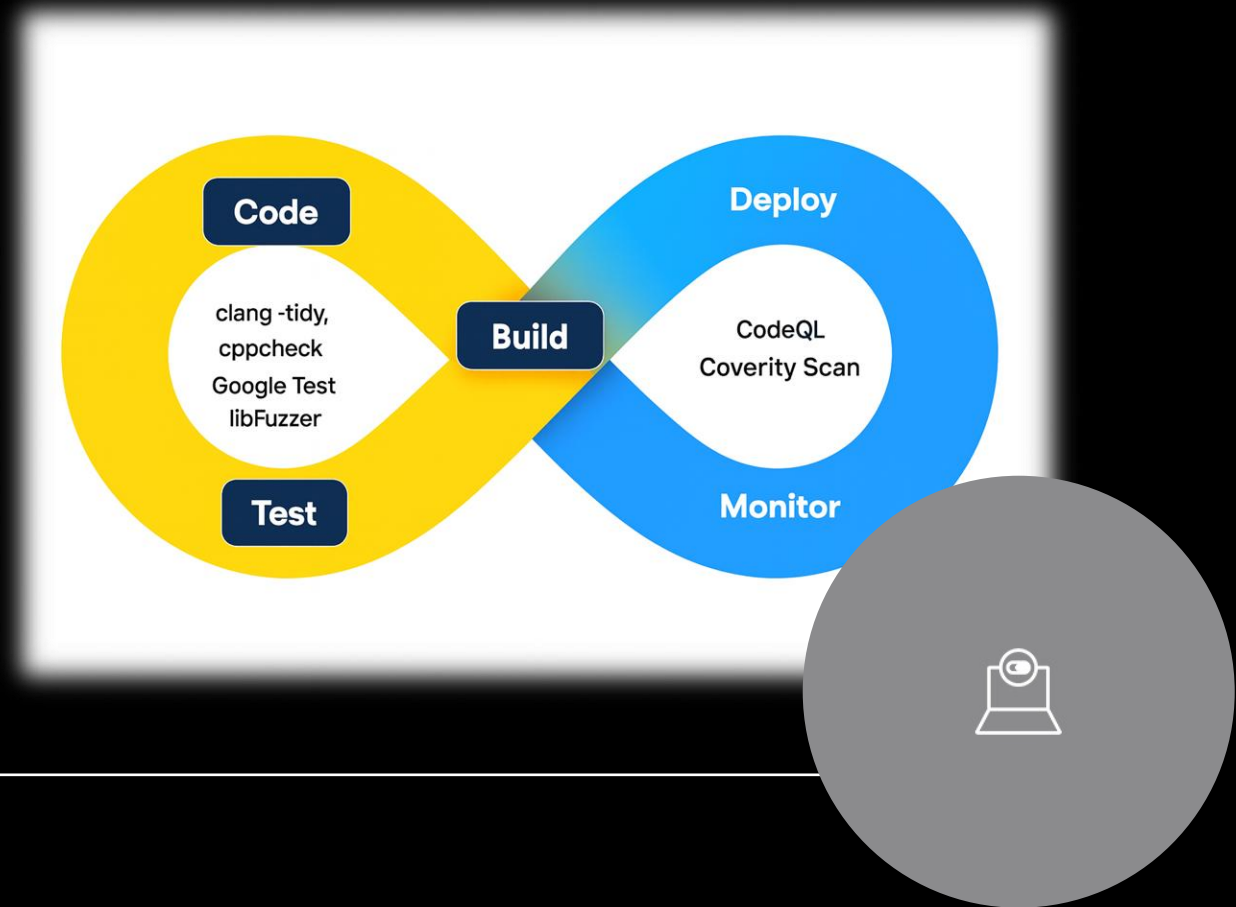 Code
clang -tidy,
cppcheck
Google Test
libFuzzer
Test
Build
Deploy
CodeQL
Coverity Scan
Monitor